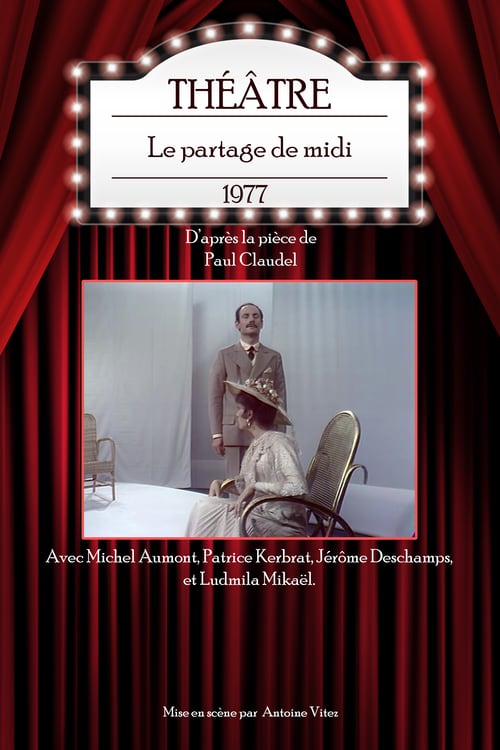 THÉÂTRE
Le partage de midi
1977
D'après la pièce de
Paul Claudel
Avec Michel Aumont, Patrice Kerbrat, Jérôme Deschamps,
et Ludmila Mikaël.
Mise en scène par Antoine Vitez